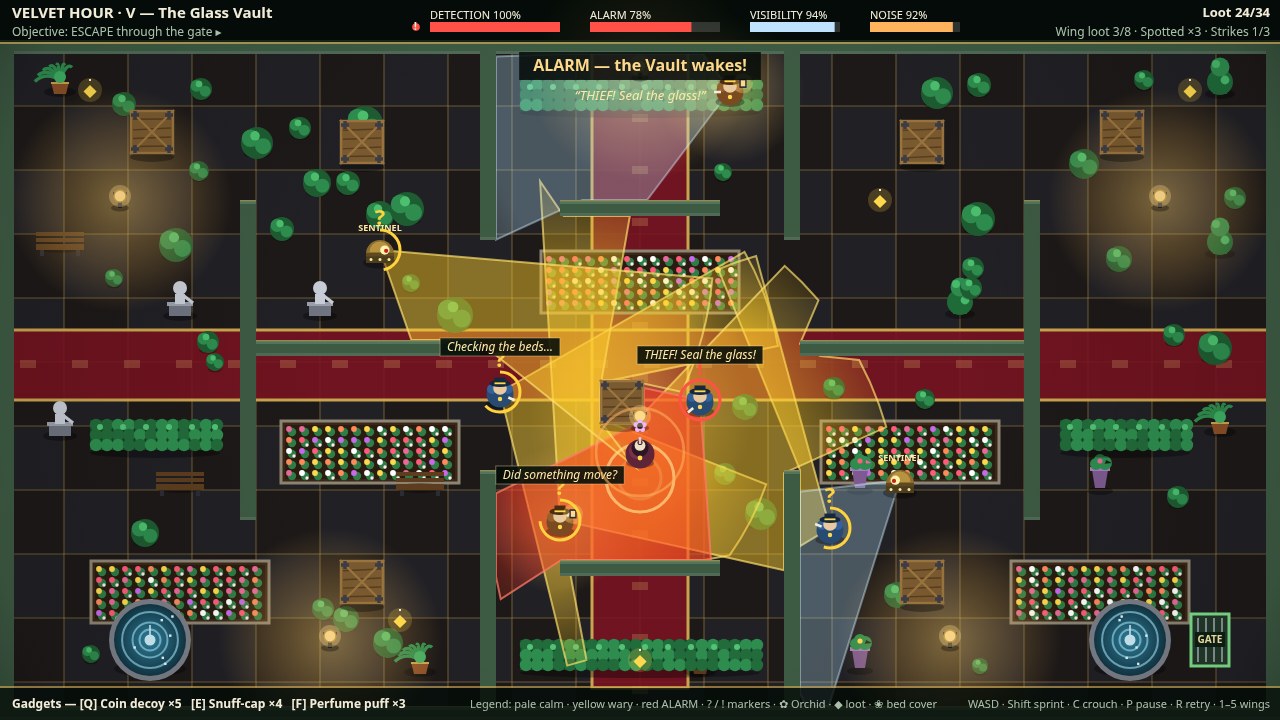 VELVET HOUR · V — The Glass Vault
Objective: ESCAPE through the gate ▸
DETECTION 100%
ALARM 78%
VISIBILITY 94%
NOISE 92%
Loot 24/34
Wing loot 3/8 · Spotted ×3 · Strikes 1/3
ALARM — the Vault wakes!
“THIEF! Seal the glass!”
?
SENTINEL
Checking the beds…
THIEF! Seal the glass!
?
SENTINEL
Did something move?
?
?
GATE
Gadgets — [Q] Coin decoy ×5 [E] Snuff-cap ×4 [F] Perfume puff ×3
Legend: pale calm · yellow wary · red ALARM · ? / ! markers · ✿ Orchid · ◆ loot · ❀ bed cover
WASD · Shift sprint · C crouch · P pause · R retry · 1–5 wings